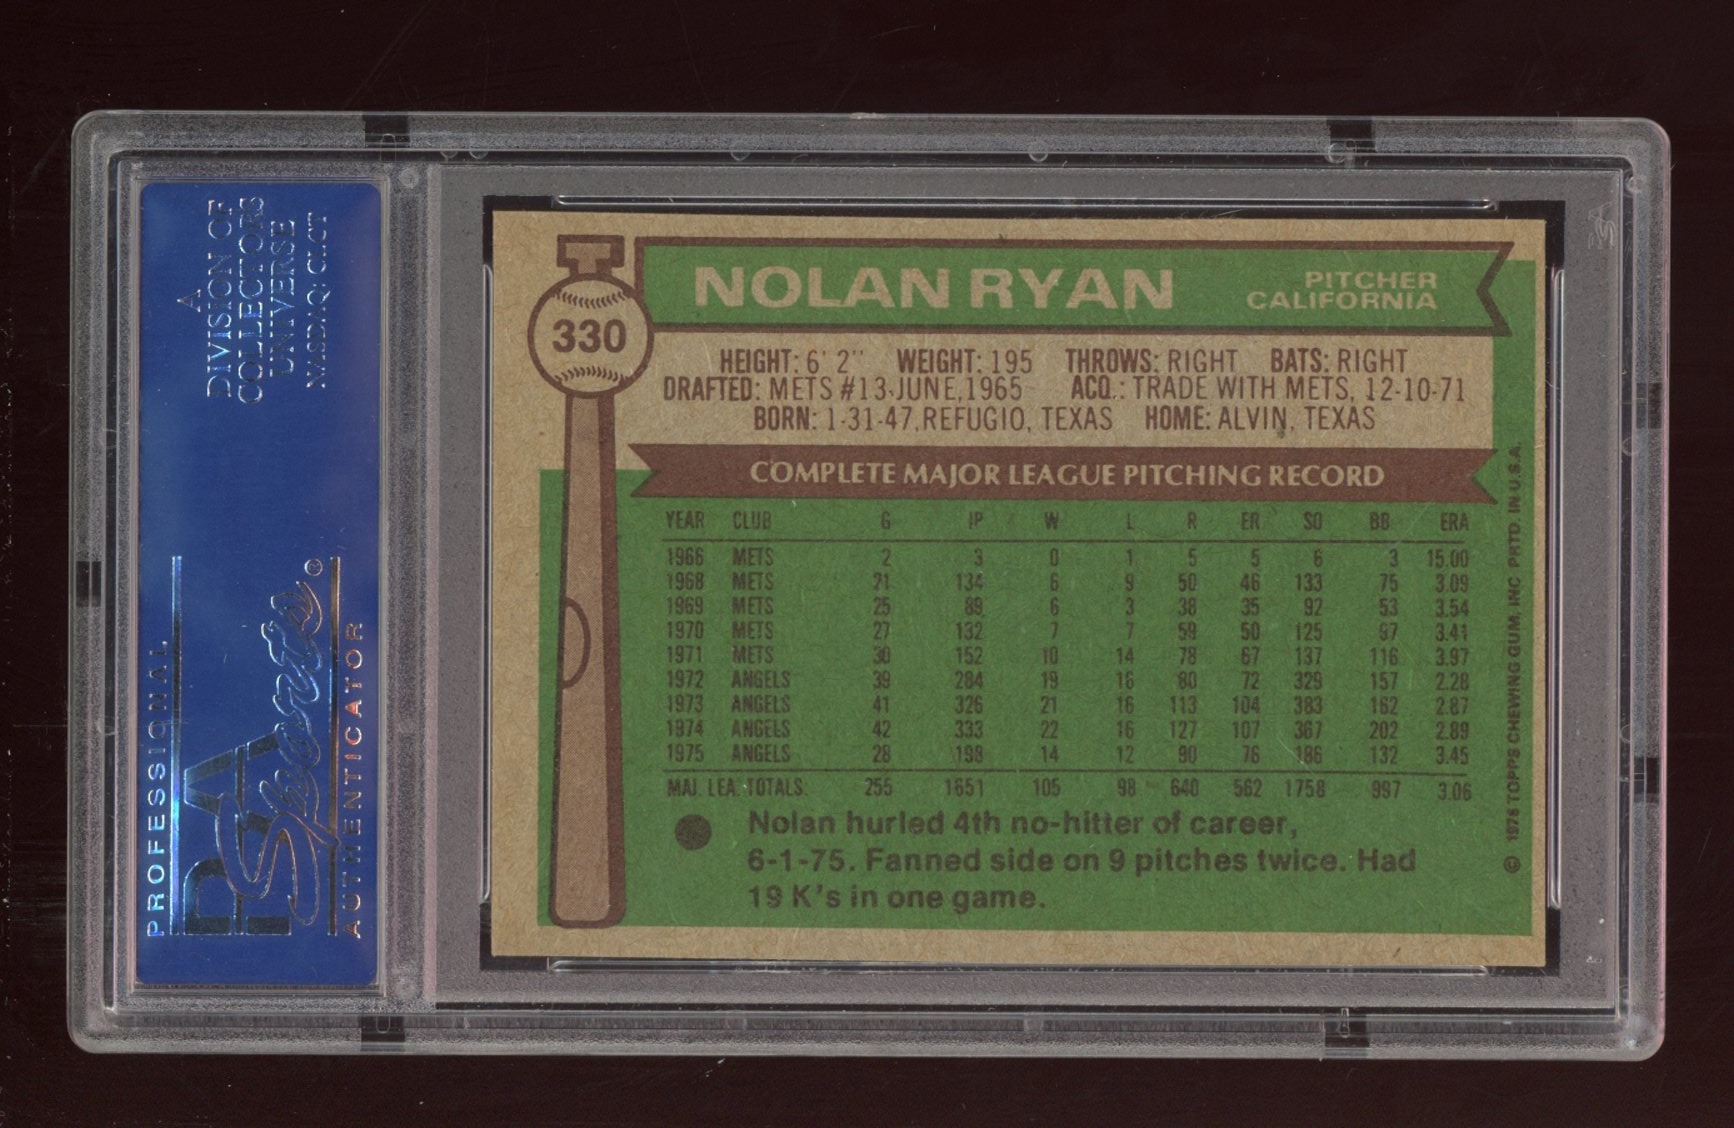 A
DIVISION OF
COLLECTORS
UNIVERSE
NASDAQ: CLCT
PROFESSIONAL
PSA
Sports®
AUTHENTICATOR
330
NOLAN RYAN
PITCHER
CALIFORNIA
HEIGHT: 6' 2" WEIGHT: 195 THROWS: RIGHT BATS: RIGHT
DRAFTED: METS #13-JUNE, 1965 ACQ.: TRADE WITH METS, 12-10-71
BORN: 1-31-47, REFUGIO, TEXAS HOME: ALVIN, TEXAS
COMPLETE MAJOR LEAGUE PITCHING RECORD
YEAR CLUB G IP W L R ER SO BB ERA
1966 METS 2 3 0 1 5 5 6 3 15.00
1968 METS 21 134 6 9 50 46 133 75 3.09
1969 METS 25 89 6 3 38 35 92 53 3.54
1970 METS 27 132 7 7 59 50 125 97 3.41
1971 METS 30 152 10 14 78 67 137 116 3.97
1972 ANGELS 39 284 19 16 80 72 329 157 2.28
1973 ANGELS 41 326 21 16 113 104 383 162 2.87
1974 ANGELS 42 333 22 16 127 107 367 202 2.89
1975 ANGELS 28 198 14 12 90 76 186 132 3.45
MAJ. LEA. TOTALS: 255 1651 105 98 640 562 1758 997 3.06
Nolan hurled 4th no-hitter of career,
6-1-75. Fanned side on 9 pitches twice. Had
19 K's in one game.
© 1976 TOPPS CHEWING GUM, INC. PRTD. IN U.S.A.